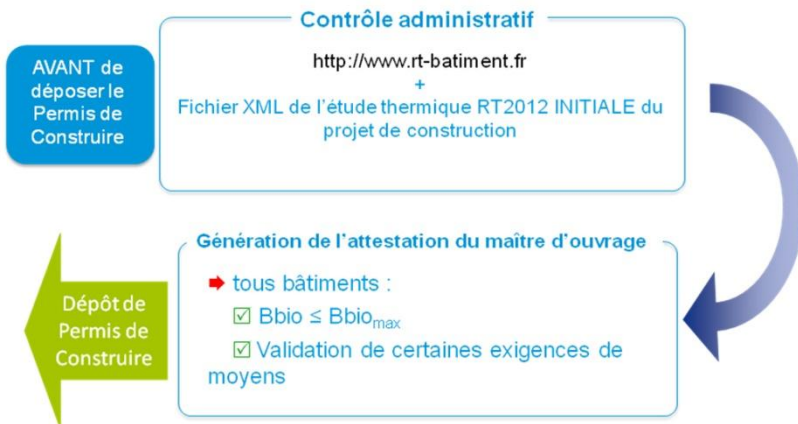 Contrôle administratif
AVANT de
déposer le
Permis de
Construire
http://www.rt-batiment.fr
+
Fichier XML de l'étude thermique RT2012 INITIALE du
projet de construction
Génération de l'attestation du maître d'ouvrage
➡ tous bâtiments :
☑ Bbio ≤ Bbiomax
☑ Validation de certaines exigences de
moyens
Dépôt de
Permis de
Construire